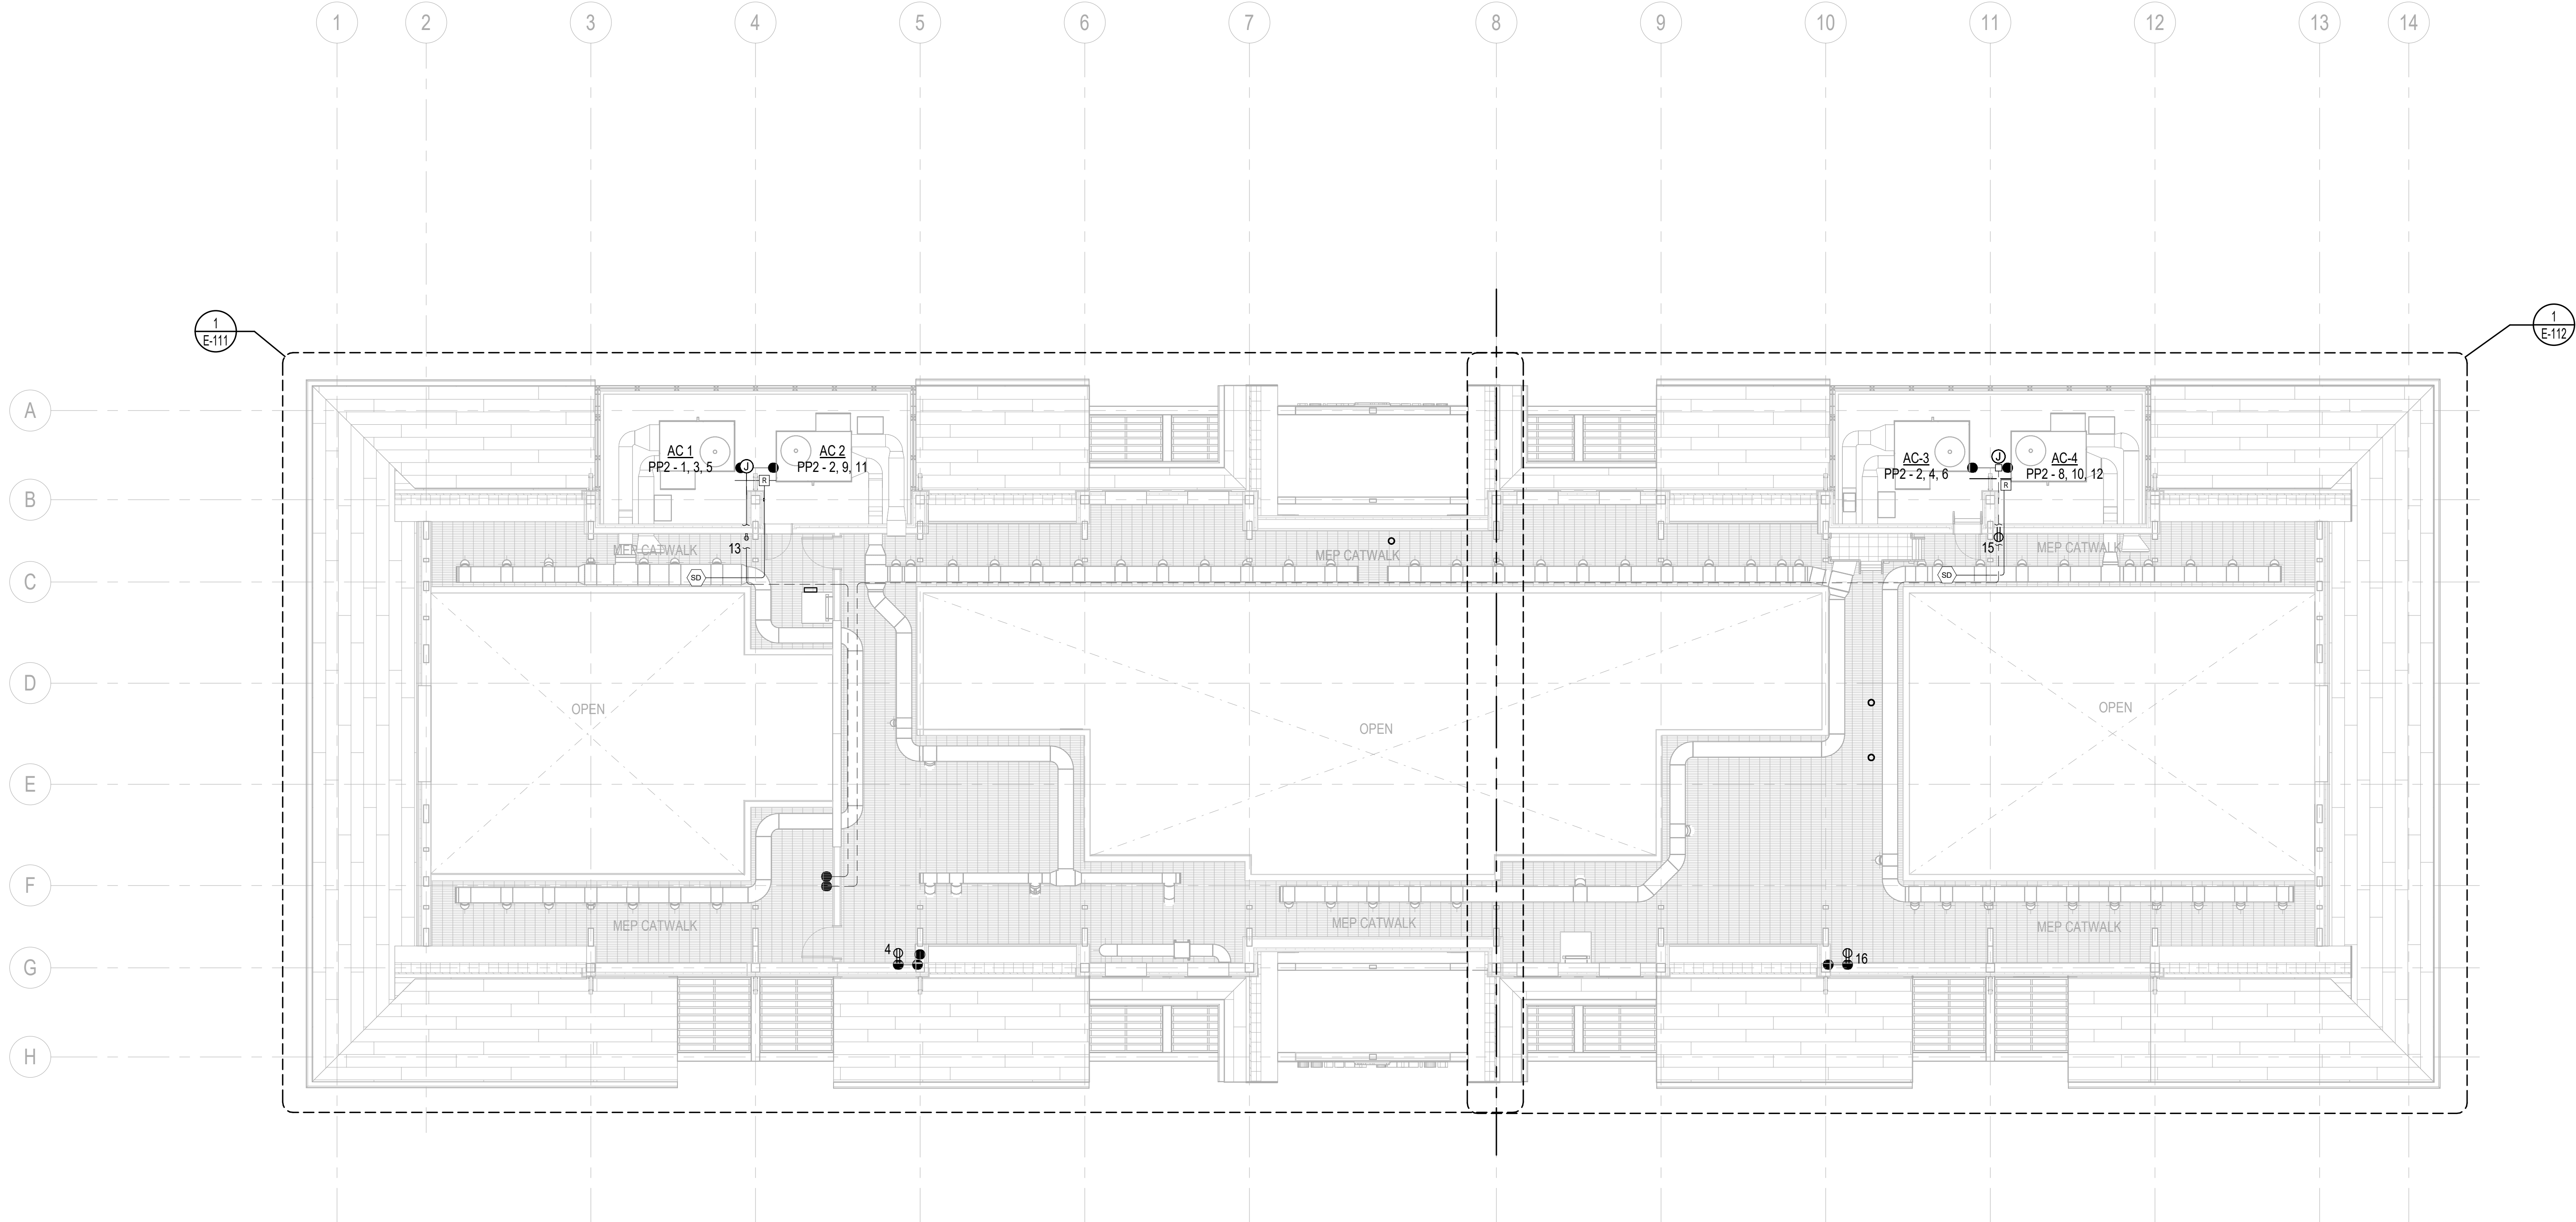 1 2 3 4 5 6 7 8 9 10 11 12 13 14
1
E-111
1
E-112
A
AC 1
PP2 - 1, 3, 5
J
AC 2
PP2 - 2, 9, 11
R
AC-3
PP2 - 2, 4, 6
J
AC-4
PP2 - 8, 10, 12
R
B
13
MEP CATWALK
MEP CATWALK
15
MEP CATWALK
C
SD
SD
D
OPEN
OPEN
OPEN
E
F
MEP CATWALK
MEP CATWALK
MEP CATWALK
4
16
G
H